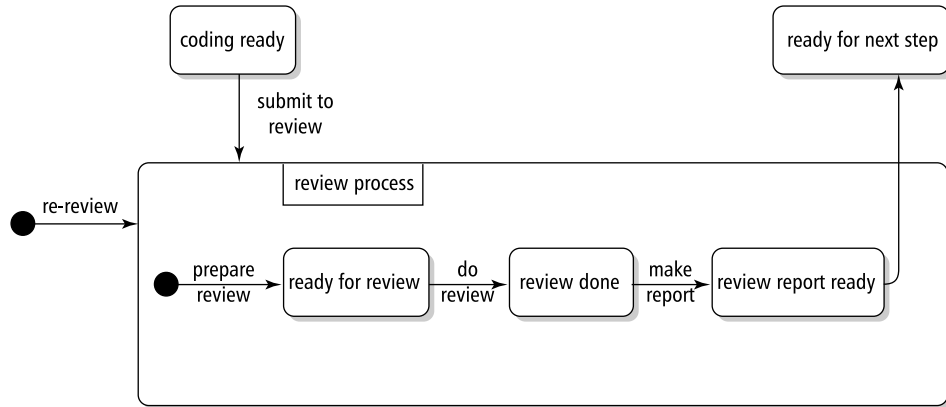 coding ready
ready for next step
submit to
review
review process
re-review
prepare
review
ready for review
do
review
review done
make
report
review report ready